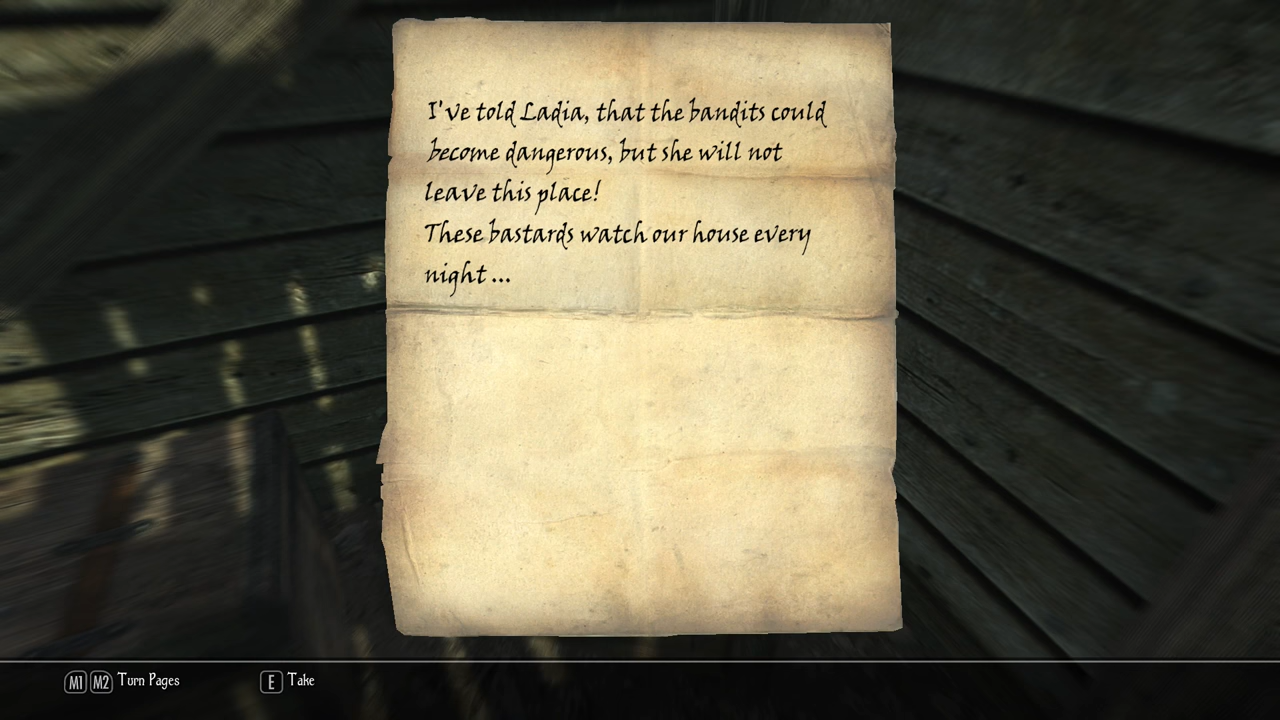 I've told Ladia, that the bandits could
become dangerous, but she will not
leave this place!
These bastards watch our house every
night ...
M1 M2 Turn Pages E Take